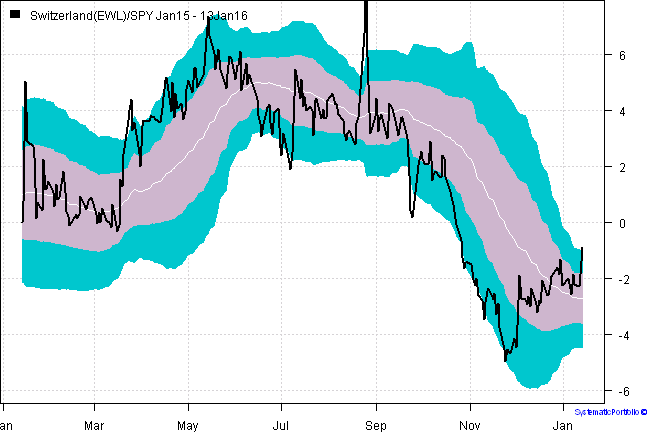 Switzerland(EWL)/SPY Jan15 - 13Jan16
6
4
2
0
-2
-4
-6
an Mar May Jul Sep Nov Jan
SystematicPortfolio ©